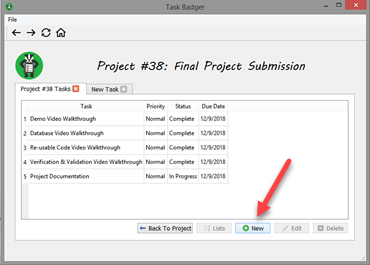 Task Badger
File
Project #38: Final Project Submission
Project #38 Tasks New Task
Task Priority Status Due Date
1 Demo Video Walkthrough Normal Complete 12/9/2018
2 Database Video Walkthrough Normal Complete 12/9/2018
3 Re-usable Code Video Walkthrough Normal Complete 12/9/2018
4 Verification & Validation Video Walkthrough Normal Complete 12/9/2018
5 Project Documentation Normal In Progress 12/9/2018
Back To Project Lists New Edit Delete